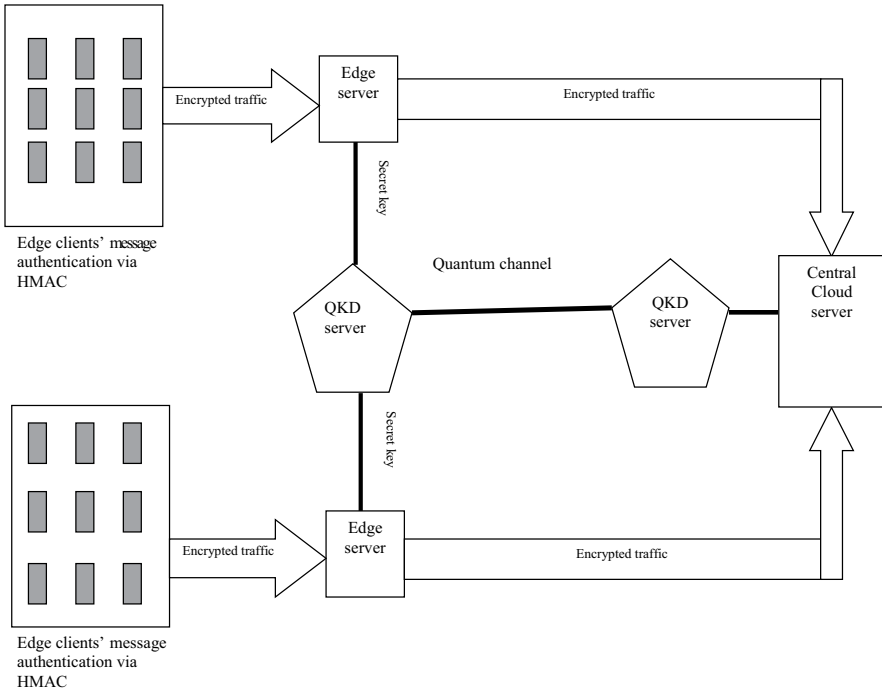 Encrypted traffic
Edge
server
Encrypted traffic
Secret key
Edge clients' message
authentication via
HMAC
Quantum channel
QKD
server
QKD
server
Central
Cloud
server
Secret key
Encrypted traffic
Edge
server
Encrypted traffic
Edge clients' message
authentication via
HMAC